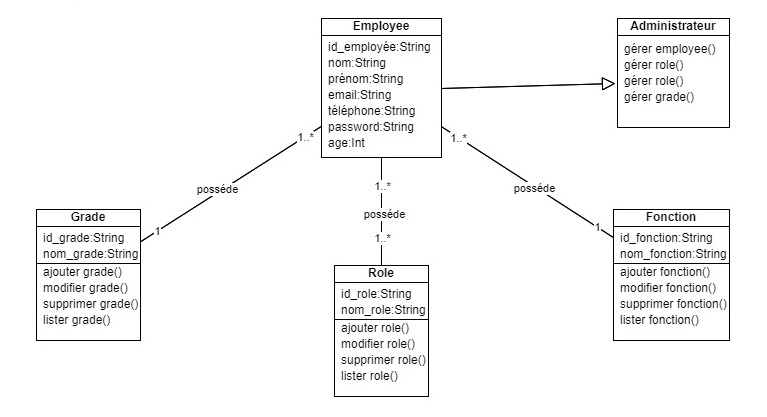 Employee
id_employée:String
nom:String
prénom:String
email:String
téléphone:String
password:String
age:Int
Administrateur
gérer employee()
gérer role()
gérer role()
gérer grade()
1..*
posséde
1
1..*
posséde
1..*
1..*
posséde
1
Grade
id_grade:String
nom_grade:String
ajouter grade()
modifier grade()
supprimer grade()
lister grade()
Role
id_role:String
nom_role:String
ajouter role()
modifier role()
supprimer role()
lister role()
Fonction
id_fonction:String
nom_fonction:String
ajouter fonction()
modifier fonction()
supprimer fonction()
lister fonction()